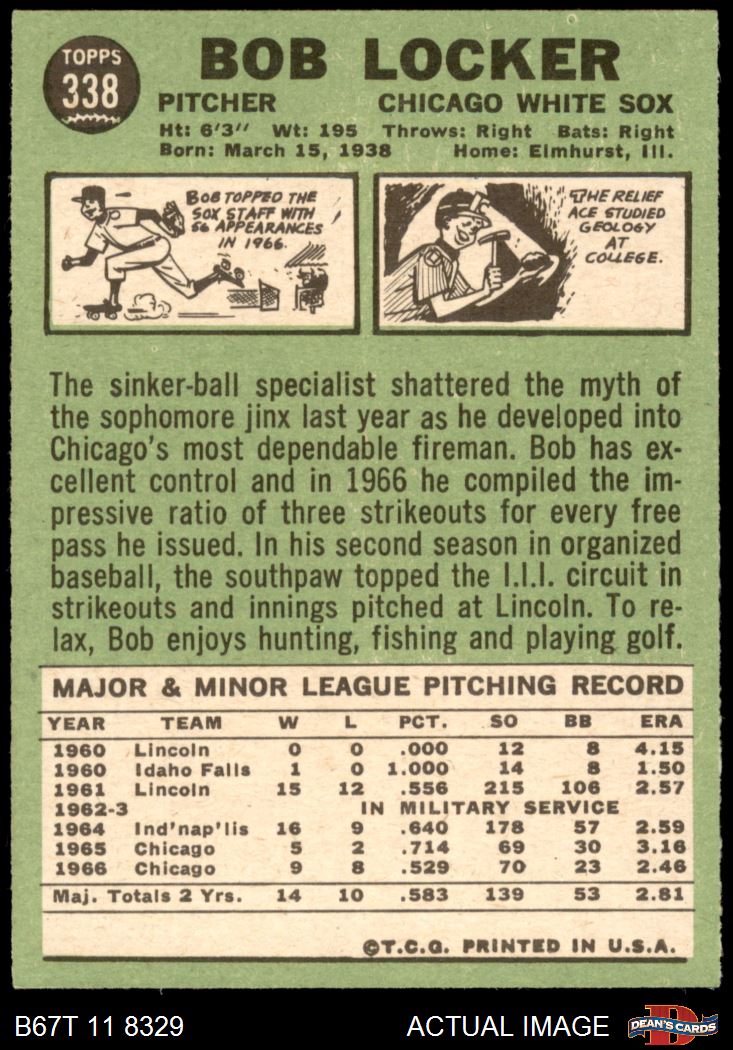 TOPPS
338
BOB LOCKER
PITCHER CHICAGO WHITE SOX
Ht: 6'3" Wt: 195 Throws: Right Bats: Right
Born: March 15, 1938 Home: Elmhurst, Ill.
BOB TOPPED THE
SOX STAFF WITH
56 APPEARANCES
IN 1966.
THE RELIEF
ACE STUDIED
GEOLOGY
AT
COLLEGE.
The sinker-ball specialist shattered the myth of
the sophomore jinx last year as he developed into
Chicago's most dependable fireman. Bob has ex-
cellent control and in 1966 he compiled the im-
pressive ratio of three strikeouts for every free
pass he issued. In his second season in organized
baseball, the southpaw topped the I.I.I. circuit in
strikeouts and innings pitched at Lincoln. To re-
lax, Bob enjoys hunting, fishing and playing golf.
MAJOR & MINOR LEAGUE PITCHING RECORD
YEAR TEAM W L PCT. SO BB ERA
1960 Lincoln 0 0 .000 12 8 4.15
1960 Idaho Falls 1 0 1.000 14 8 1.50
1961 Lincoln 15 12 .556 215 106 2.57
1962-3 IN MILITARY SERVICE
1964 Ind'nap'lis 16 9 .640 178 57 2.59
1965 Chicago 5 2 .714 69 30 3.16
1966 Chicago 9 8 .529 70 23 2.46
Maj. Totals 2 Yrs. 14 10 .583 139 53 2.81
©T.C.G. PRINTED IN U.S.A.
B67T 11 8329 ACTUAL IMAGE
D
DEAN'S CARDS